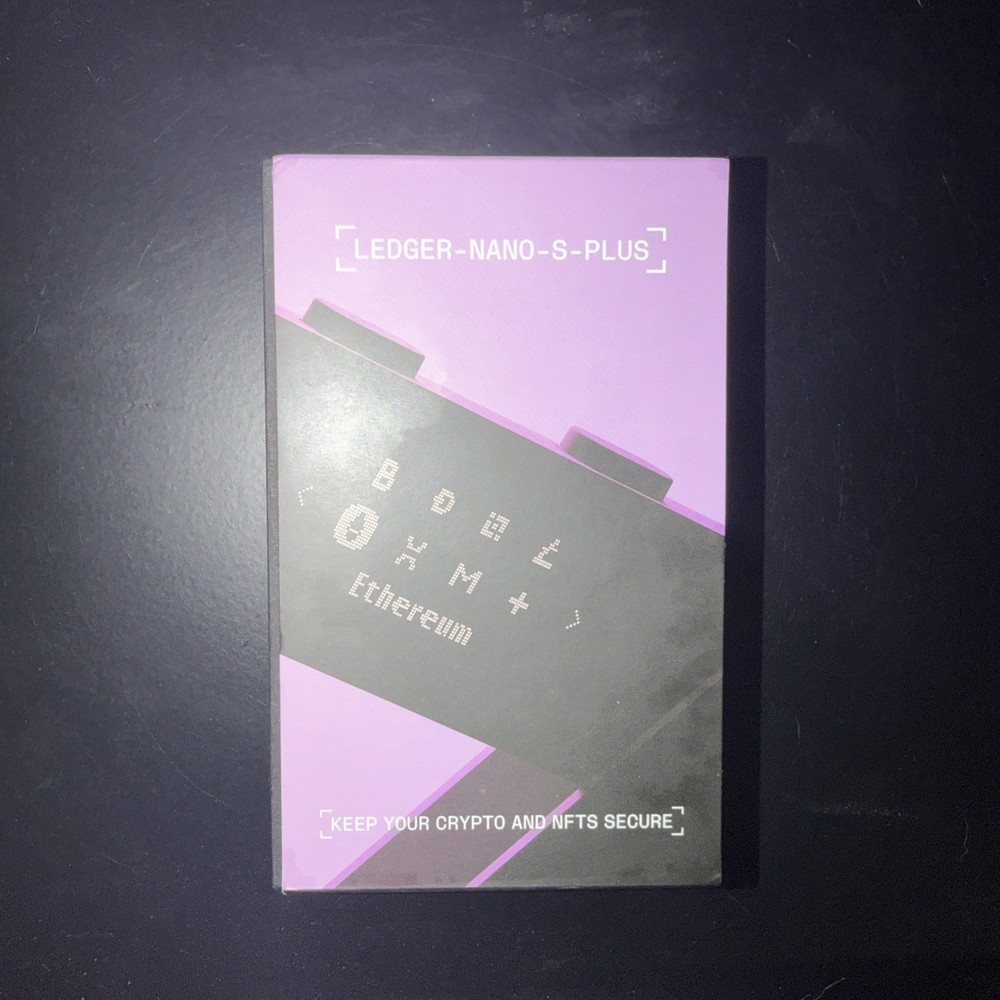 LEDGER-NANO-S-PLUS
Ethereum
KEEP YOUR CRYPTO AND NFTS SECURE